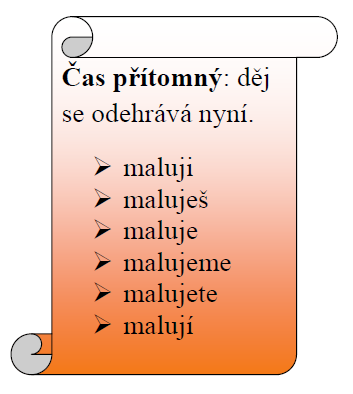 Čas přítomný: děj
se odehrává nyní.
➢ maluji
➢ maluješ
➢ maluje
➢ malujeme
➢ malujete
➢ malují